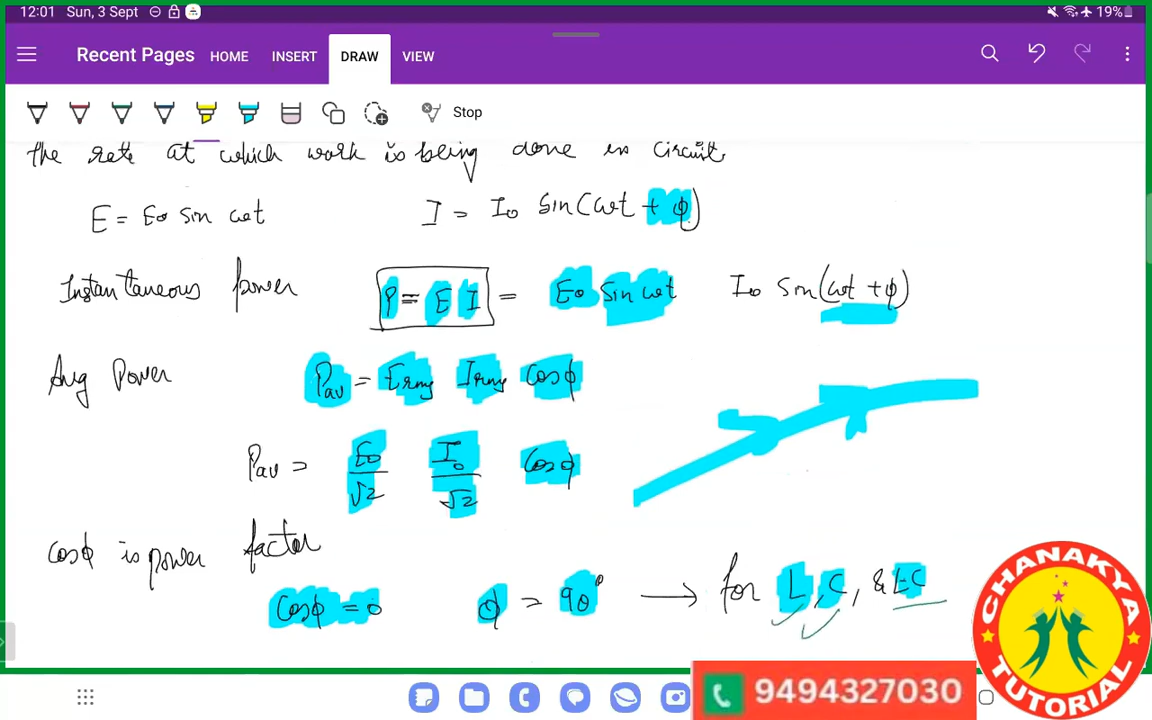 12:01 Sun, 3 Sept 19%
Recent Pages HOME INSERT DRAW VIEW
Stop
the rate at which work is being done in circuit.
E = E0 sin ωt I = I0 sin(ωt + φ)
Instantaneous power P = E I = E0 sin ωt I0 sin(ωt + φ)
Avg Power Pav = Erms Irms cosφ
Pav = E0/√2 I0/√2 cosφ
cosφ is power factor
cosφ = 0 φ = 90° → for L, C, & LC
CHANAKYA TUTORIAL
9494327030